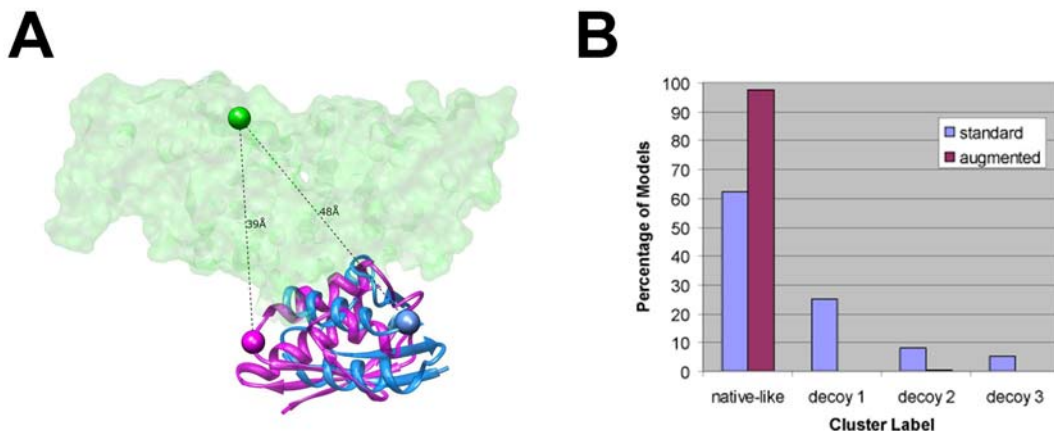 A
39Å
48Å
B
Percentage of Models
100
90
80
70
60
50
40
30
20
10
0
standard
augmented
native-like decoy 1 decoy 2 decoy 3
Cluster Label